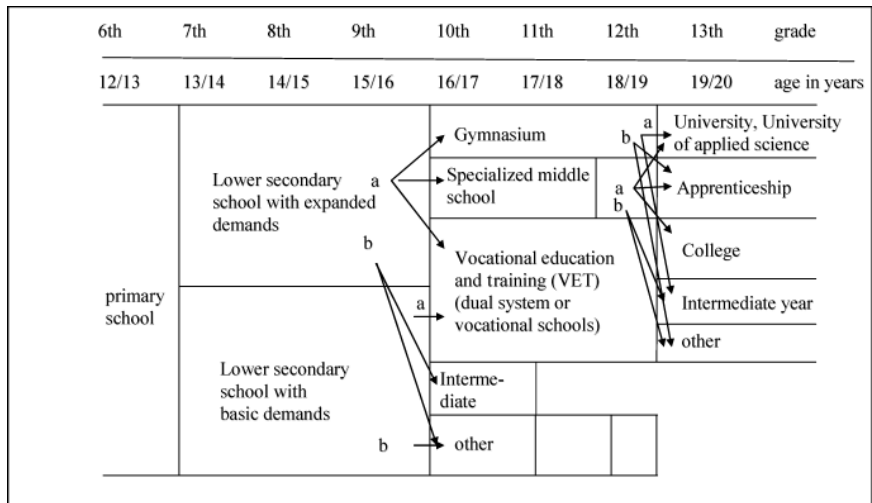 6th 7th 8th 9th 10th 11th 12th 13th grade
12/13 13/14 14/15 15/16 16/17 17/18 18/19 19/20 age in years
primary
school
Lower secondary
school with expanded
demands
a
b
Lower secondary
school with
basic demands
a
b
Gymnasium
Specialized middle
school
Vocational education
and training (VET)
(dual system or
vocational schools)
Interme-
diate
other
a
b
a
b
University, University
of applied science
Apprenticeship
College
Intermediate year
other